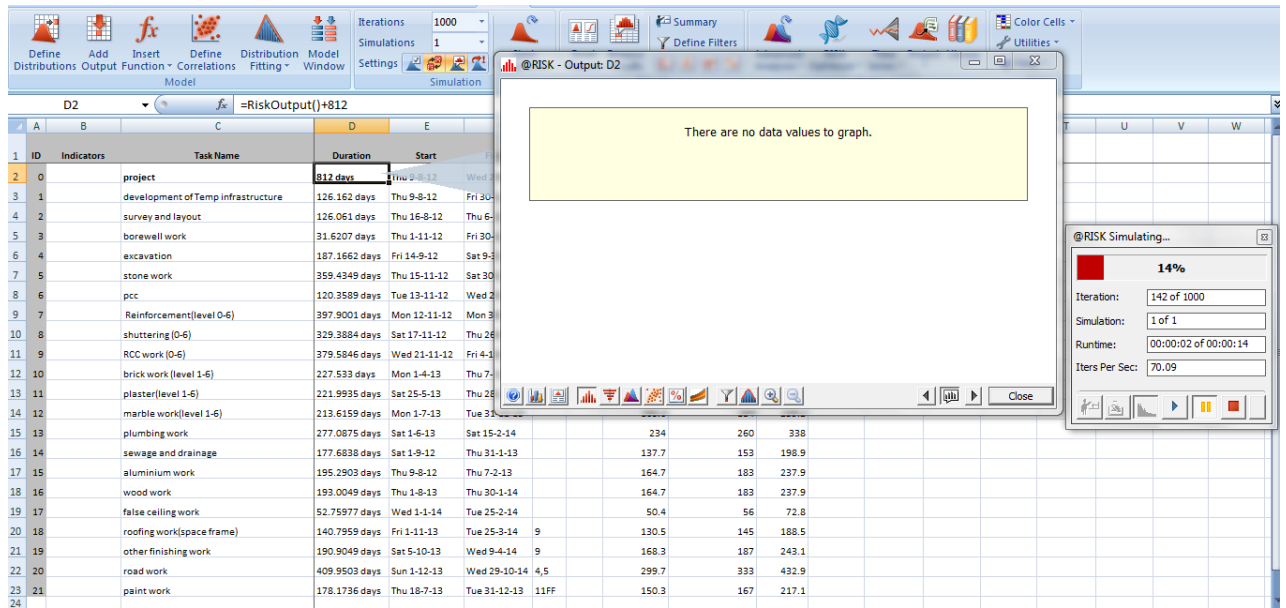 Define Distributions
Add Output
Insert Function
Define Correlations
Distribution Fitting
Model Window
Model
Iterations 1000
Simulations 1
Settings
Simulation
Summary
Define Filters
Color Cells
Utilities
D2 fx =RiskOutput()+812
@RISK - Output: D2
There are no data values to graph.
Close
@RISK Simulating...
14%
Iteration: 142 of 1000
Simulation: 1 of 1
Runtime: 00:00:02 of 00:00:14
Iters Per Sec: 70.09
A B C D E T U V W
1 ID Indicators Task Name Duration Start
2 0 project 812 days Thu 9-8-12 Wed
3 1 development of Temp infrastructure 126.162 days Thu 9-8-12 Fri 30-
4 2 survey and layout 126.061 days Thu 16-8-12 Thu 6-
5 3 borewell work 31.6207 days Thu 1-11-12 Fri 30-
6 4 excavation 187.1662 days Fri 14-9-12 Sat 9-
7 5 stone work 359.4349 days Thu 15-11-12 Sat 30
8 6 pcc 120.3589 days Tue 13-11-12 Wed 2
9 7 Reinforcement(level 0-6) 397.9001 days Mon 12-11-12 Mon 3
10 8 shuttering (0-6) 329.3884 days Sat 17-11-12 Thu 26
11 9 RCC work (0-6) 379.5846 days Wed 21-11-12 Fri 4-1
12 10 brick work (level 1-6) 227.533 days Mon 1-4-13 Thu 7-
13 11 plaster(level 1-6) 221.9935 days Sat 25-5-13 Thu 28
14 12 marble work(level 1-6) 213.6159 days Mon 1-7-13 Tue 31
15 13 plumbing work 277.0875 days Sat 1-6-13 Sat 15-2-14 234 260 338
16 14 sewage and drainage 177.6838 days Sat 1-9-12 Thu 31-1-13 137.7 153 198.9
17 15 aluminium work 195.2903 days Thu 9-8-12 Thu 7-2-13 164.7 183 237.9
18 16 wood work 193.0049 days Thu 1-8-13 Thu 30-1-14 164.7 183 237.9
19 17 false ceiling work 52.75977 days Wed 1-1-14 Tue 25-2-14 50.4 56 72.8
20 18 roofing work(space frame) 140.7959 days Fri 1-11-13 Tue 25-3-14 9 130.5 145 188.5
21 19 other finishing work 190.9049 days Sat 5-10-13 Wed 9-4-14 9 168.3 187 243.1
22 20 road work 409.9503 days Sun 1-12-13 Wed 29-10-14 4,5 299.7 333 432.9
23 21 paint work 178.1736 days Thu 18-7-13 Tue 31-12-13 11FF 150.3 167 217.1
24